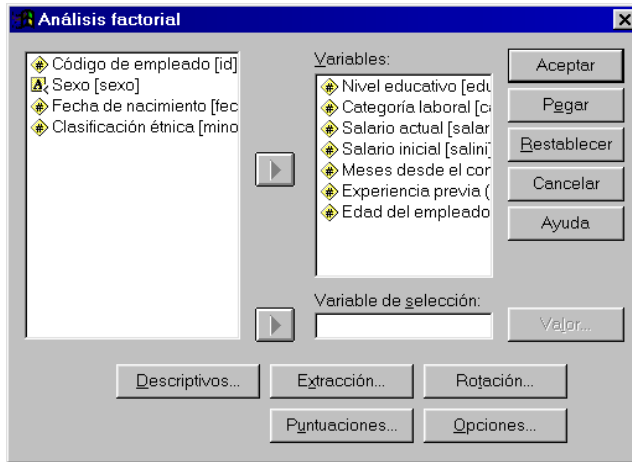 Análisis factorial
Código de empleado [id]
Sexo [sexo]
Fecha de nacimiento [fec
Clasificación étnica [mino
Variables:
Nivel educativo [edu
Categoría laboral [ca
Salario actual [salar
Salario inicial [salini]
Meses desde el con
Experiencia previa (
Edad del empleado
Variable de selección:
Aceptar
Pegar
Restablecer
Cancelar
Ayuda
Valor...
Descriptivos...
Extracción...
Rotación...
Puntuaciones...
Opciones...